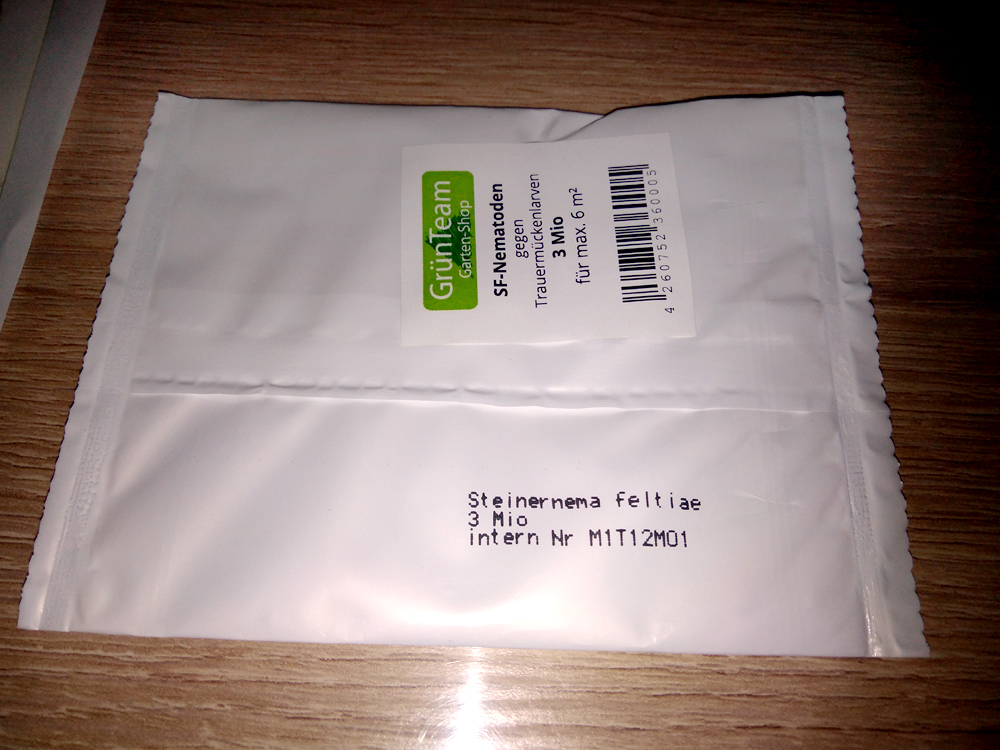 GrünTeam
Garten-Shop
SF-Nematoden
gegen
Trauermückenlarven
3 Mio
für max. 6 m²
4 260752 360005
Steinernema feltiae
3 Mio
intern Nr M1T12M01